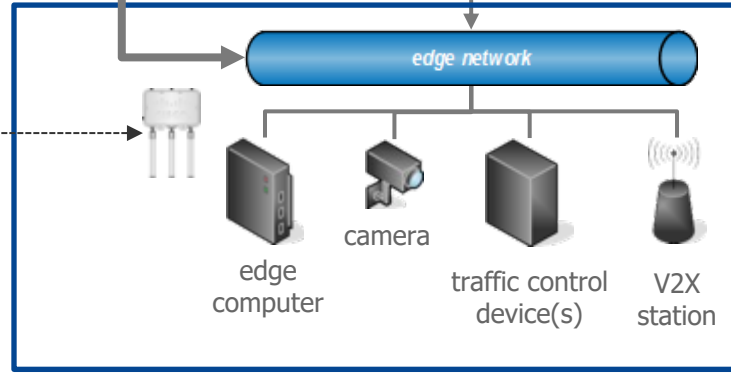 edge network
camera
edge
computer
traffic control
device(s)
V2X
station